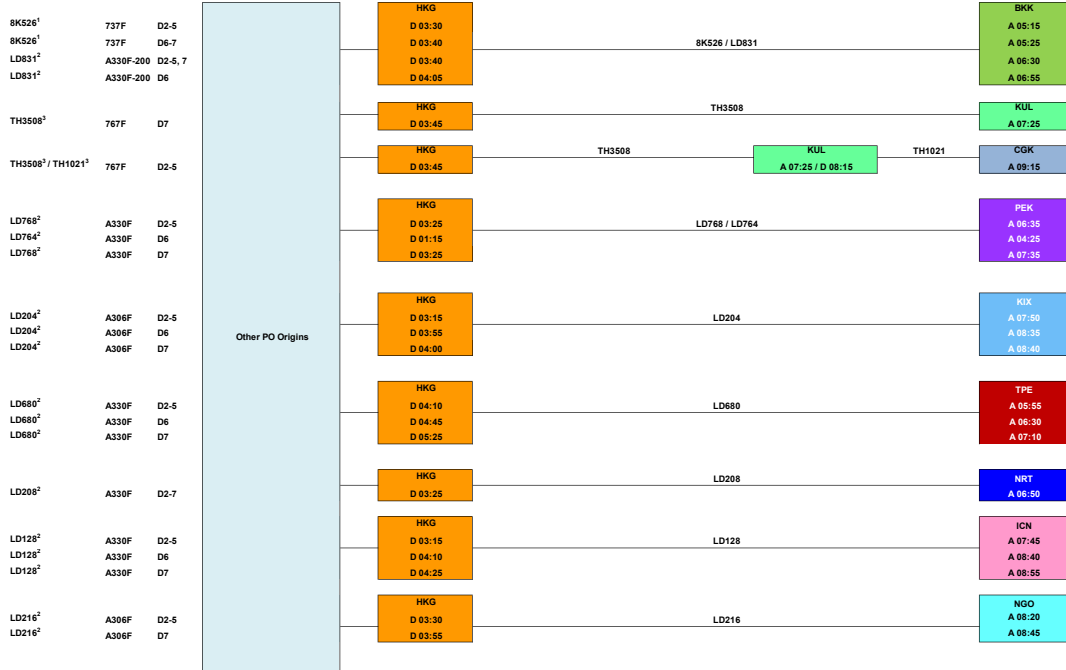 HKG BKK
8K526¹ 737F D2-5 D 03:30 A 05:15
8K526¹ 737F D6-7 D 03:40 8K526 / LD831 A 05:25
LD831² A330F-200 D2-5, 7 D 03:40 A 06:30
LD831² A330F-200 D6 D 04:05 A 06:55
HKG TH3508 KUL
TH3508³ 767F D7 D 03:45 A 07:25
HKG TH3508 KUL TH1021 CGK
TH3508³ / TH1021³ 767F D2-5 D 03:45 A 07:25 / D 08:15 A 09:15
HKG PEK
LD768² A330F D2-5 D 03:25 LD768 / LD764 A 06:35
LD764² A330F D6 D 01:15 A 04:25
LD768² A330F D7 D 03:25 A 07:35
HKG KIX
LD204² A306F D2-5 D 03:15 LD204 A 07:50
LD204² A306F D6 Other PO Origins D 03:55 A 08:35
LD204² A306F D7 D 04:00 A 08:40
HKG TPE
LD680² A330F D2-5 D 04:10 LD680 A 05:55
LD680² A330F D6 D 04:45 A 06:30
LD680² A330F D7 D 05:25 A 07:10
HKG LD208 NRT
LD208² A330F D2-7 D 03:25 A 06:50
HKG ICN
LD128² A330F D2-5 D 03:15 LD128 A 07:45
LD128² A330F D6 D 04:10 A 08:40
LD128² A330F D7 D 04:25 A 08:55
HKG NGO
LD216² A306F D2-5 D 03:30 LD216 A 08:20
LD216² A306F D7 D 03:55 A 08:45